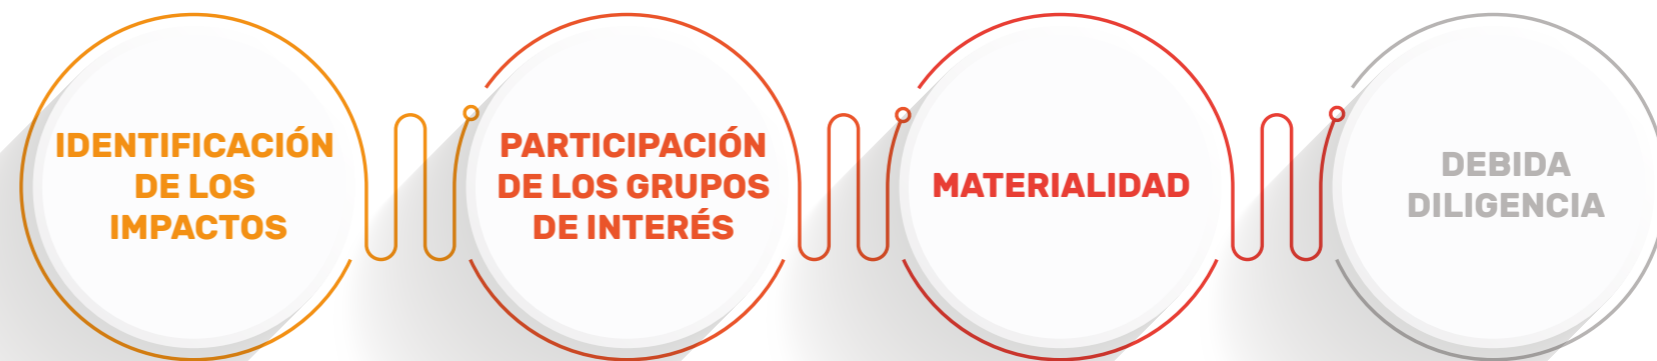 IDENTIFICACIÓN
DE LOS
IMPACTOS
PARTICIPACIÓN
DE LOS GRUPOS
DE INTERÉS
MATERIALIDAD
DEBIDA
DILIGENCIA